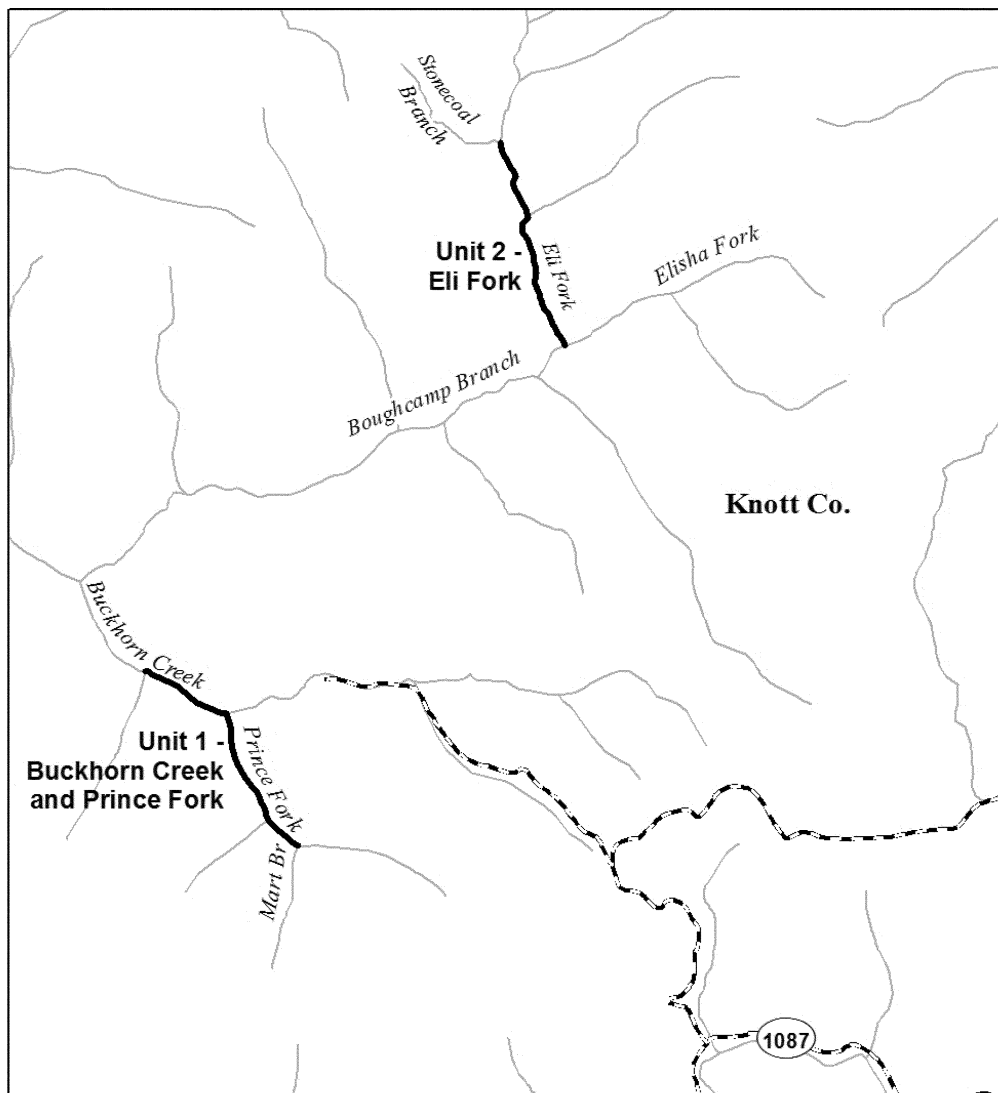 Stonecoal
Branch
Unit 2 -
Eli Fork
Eli Fork
Elisha Fork
Boughcamp Branch
Knott Co.
Buckhorn Creek
Unit 1 -
Buckhorn Creek
and Prince Fork
Prince Fork
Mart Br
1087